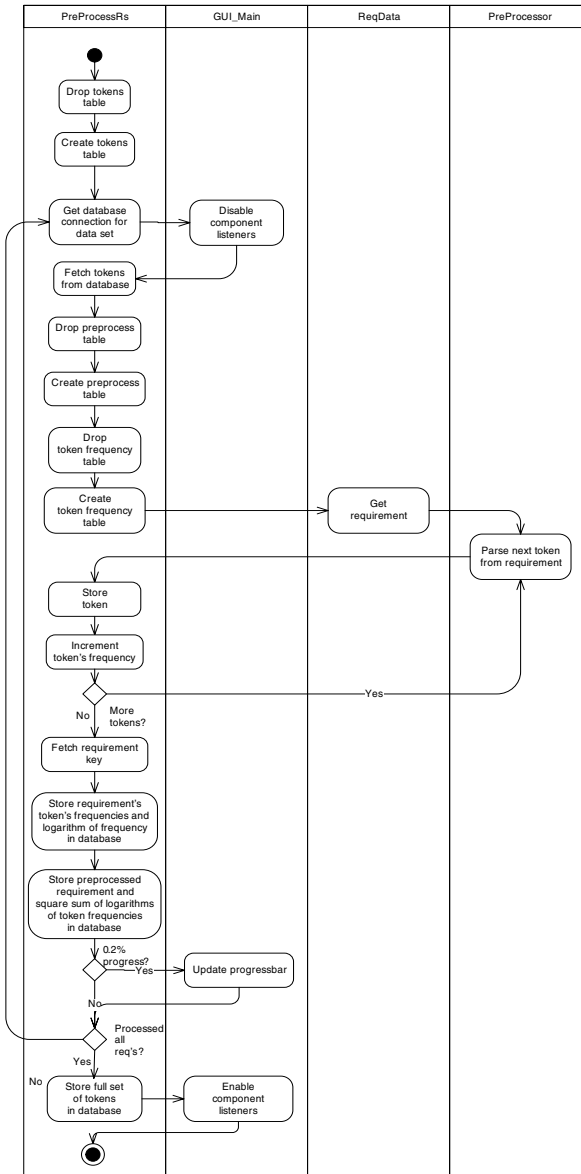 PreProcessRs
GUI_Main
ReqData
PreProcessor
Drop tokens
table
Create tokens
table
Get database
connection for
data set
Disable
component
listeners
Fetch tokens
from database
Drop preprocess
table
Create preprocess
table
Drop
token frequency
table
Create
token frequency
table
Get
requirement
Parse next token
from requirement
Store
token
Increment
token's frequency
Yes
No
More
tokens?
Fetch requirement
key
Store requirement's
token's frequencies and
logarithm of frequency
in database
Store preprocessed
requirement and
square sum of logarithms
of token frequencies
in database
0.2%
progress?
Yes
Update progressbar
No
Processed
all
req's?
Yes
No
Store full set
of tokens
in database
Enable
component
listeners